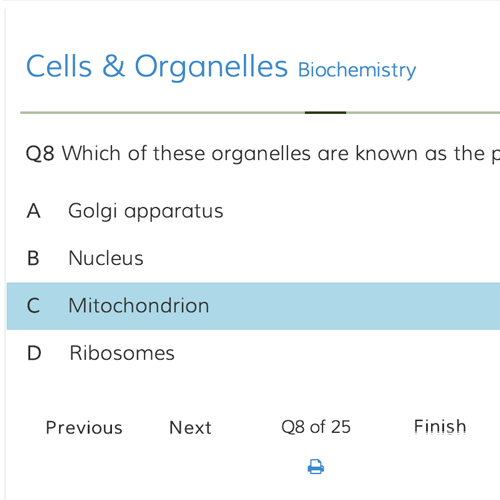 Cells & Organelles Biochemistry
Q8 Which of these organelles are known as the
A Golgi apparatus
B Nucleus
C Mitochondrion
D Ribosomes
Previous Next Q8 of 25 Finish